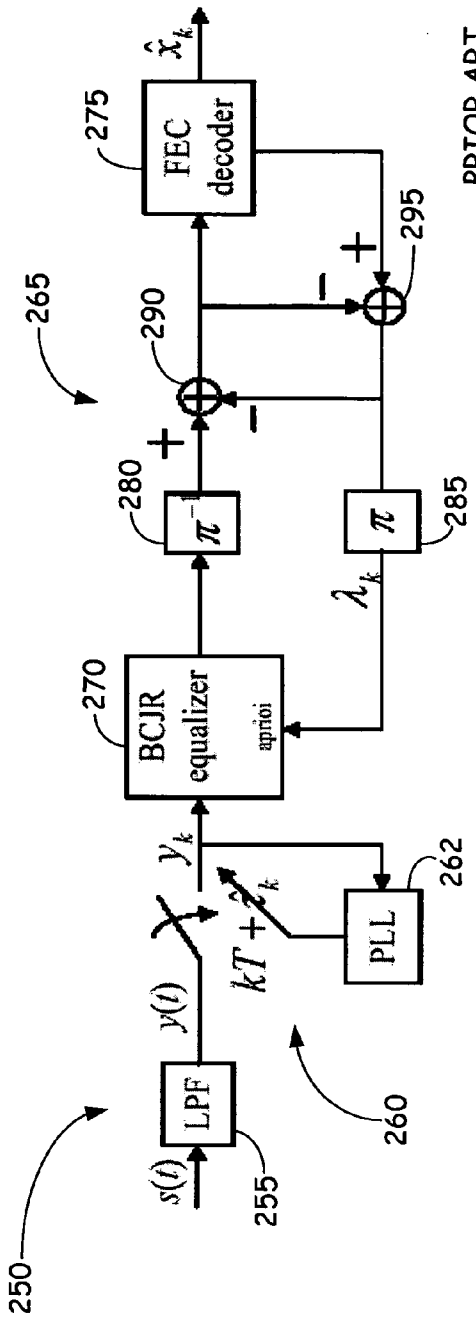 250
s(t)
LPF
255
y(t)
260
kT + τ̂k
yk
PLL
262
270
BCJR
equalizer
aprioi
280
π⁻¹
+
290
−
265
λk
π
285
275
FEC
decoder
x̂k
−
+
295
PRIOR ART